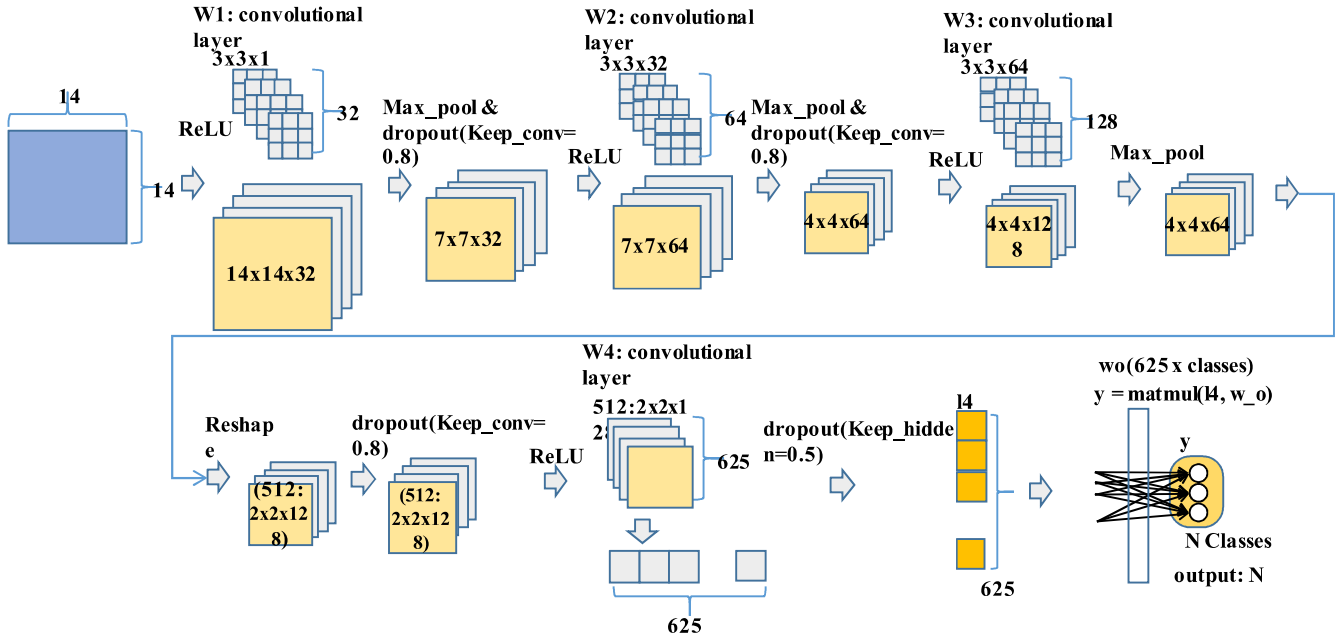 W1: convolutional
layer
3x3x1
32
14
14
ReLU
14x14x32
Max_pool &
dropout(Keep_conv=
0.8)
7x7x32
W2: convolutional
layer
3x3x32
64
ReLU
7x7x64
Max_pool &
dropout(Keep_conv=
0.8)
4x4x64
W3: convolutional
layer
3x3x64
128
ReLU
4x4x12
8
Max_pool
4x4x64
Reshap
e
(512:
2x2x12
8)
dropout(Keep_conv=
0.8)
(512:
2x2x12
8)
ReLU
W4: convolutional
layer
512:2x2x1
28
625
625
dropout(Keep_hidde
n=0.5)
l4
625
wo(625 x classes)
y = matmul(l4, w_o)
y
N Classes
output: N